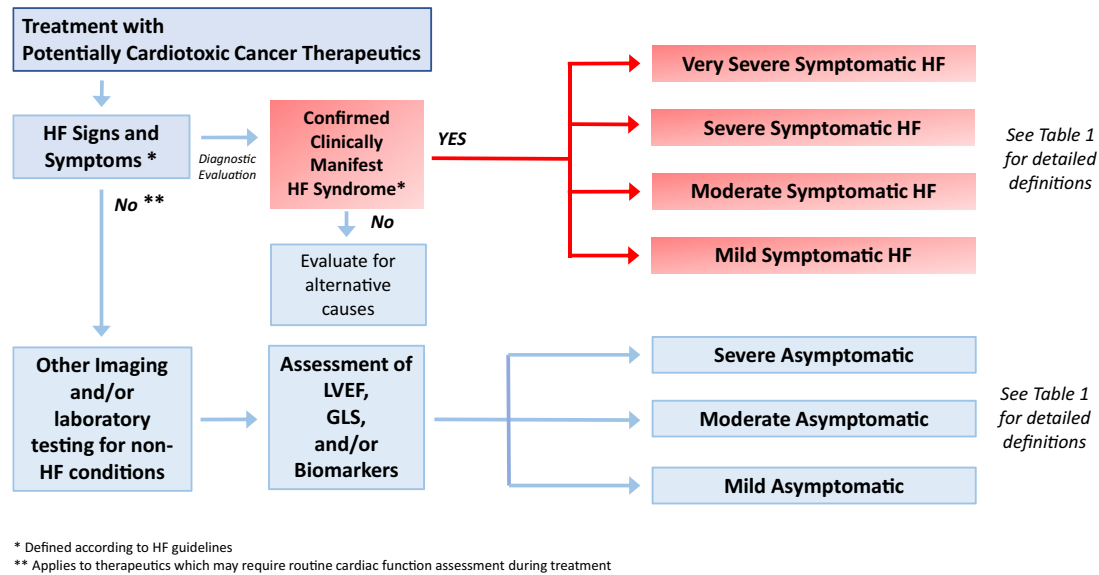 Treatment with
Potentially Cardiotoxic Cancer Therapeutics
HF Signs and
Symptoms *
Diagnostic
Evaluation
Confirmed
Clinically
Manifest
HF Syndrome*
YES
Very Severe Symptomatic HF
Severe Symptomatic HF
Moderate Symptomatic HF
Mild Symptomatic HF
See Table 1
for detailed
definitions
No **
No
Evaluate for
alternative
causes
Other Imaging
and/or
laboratory
testing for non-
HF conditions
Assessment of
LVEF,
GLS,
and/or
Biomarkers
Severe Asymptomatic
Moderate Asymptomatic
Mild Asymptomatic
See Table 1
for detailed
definitions
* Defined according to HF guidelines
** Applies to therapeutics which may require routine cardiac function assessment during treatment